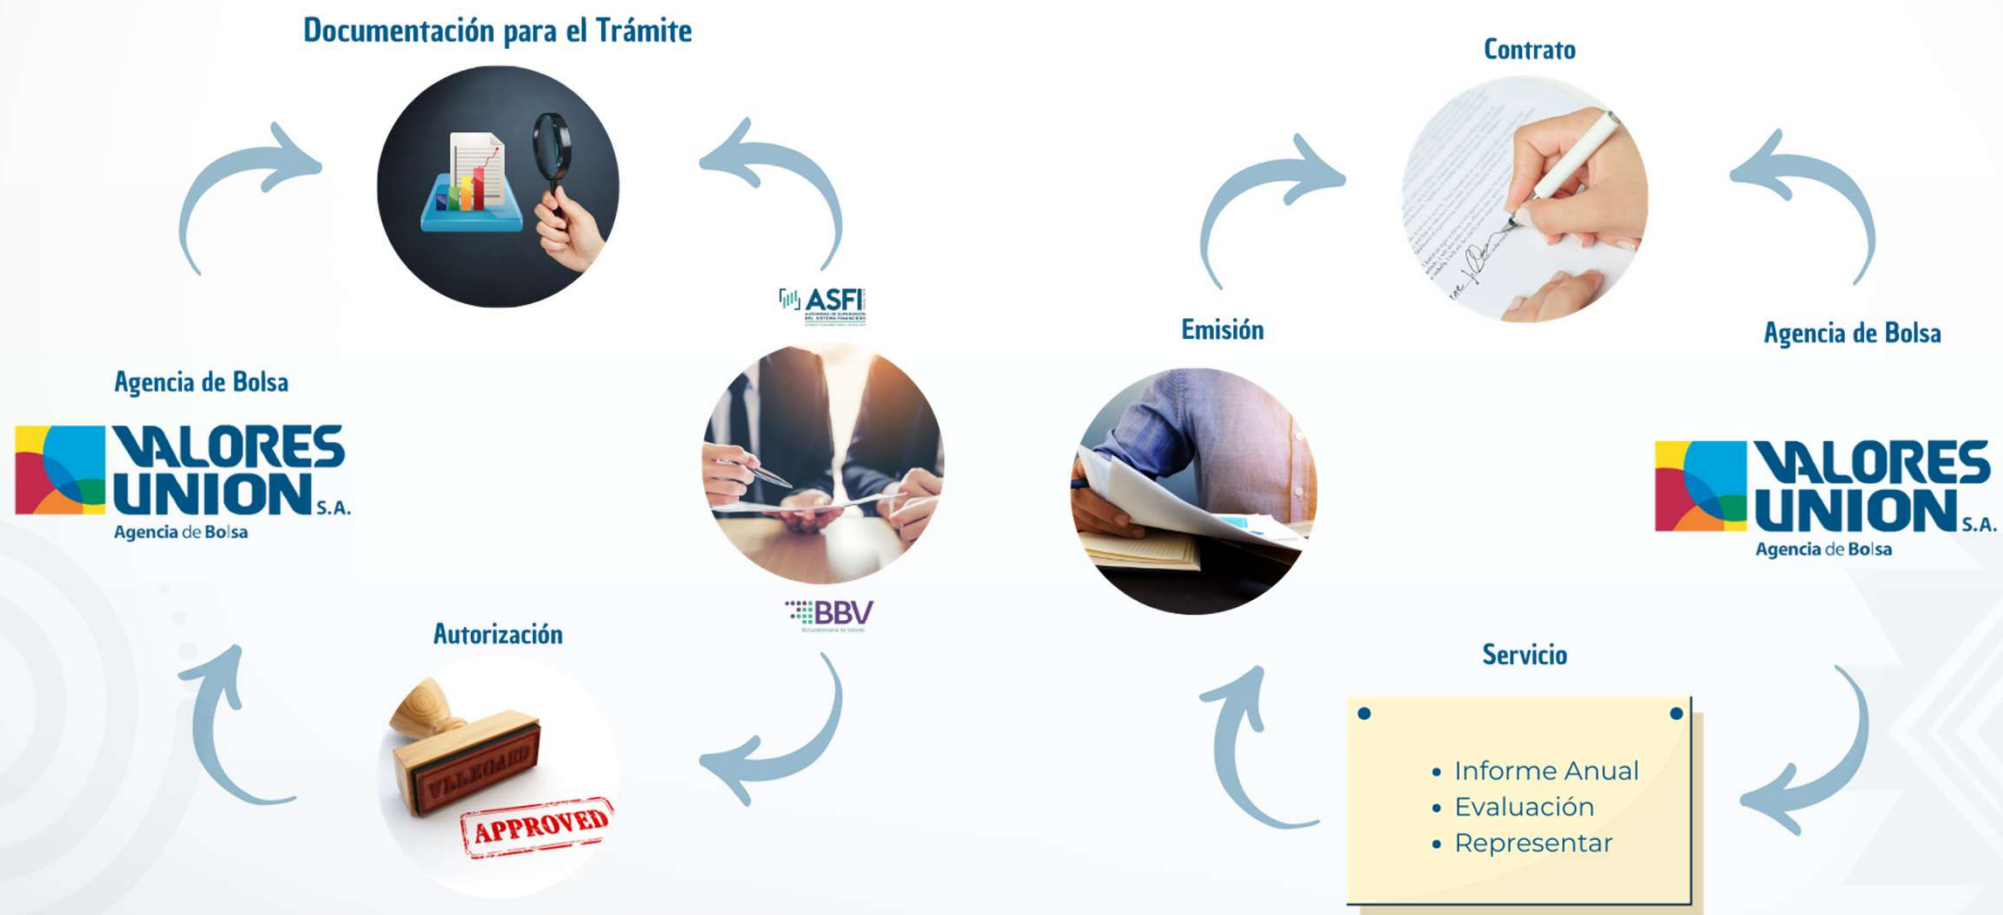 Documentación para el Trámite
ASFI
Agencia de Bolsa
VALORES
UNION S.A.
Agencia de Bolsa
BBV
Autorización
APPROVED
Contrato
Emisión
Agencia de Bolsa
VALORES
UNION S.A.
Agencia de Bolsa
Servicio
• Informe Anual
• Evaluación
• Representar